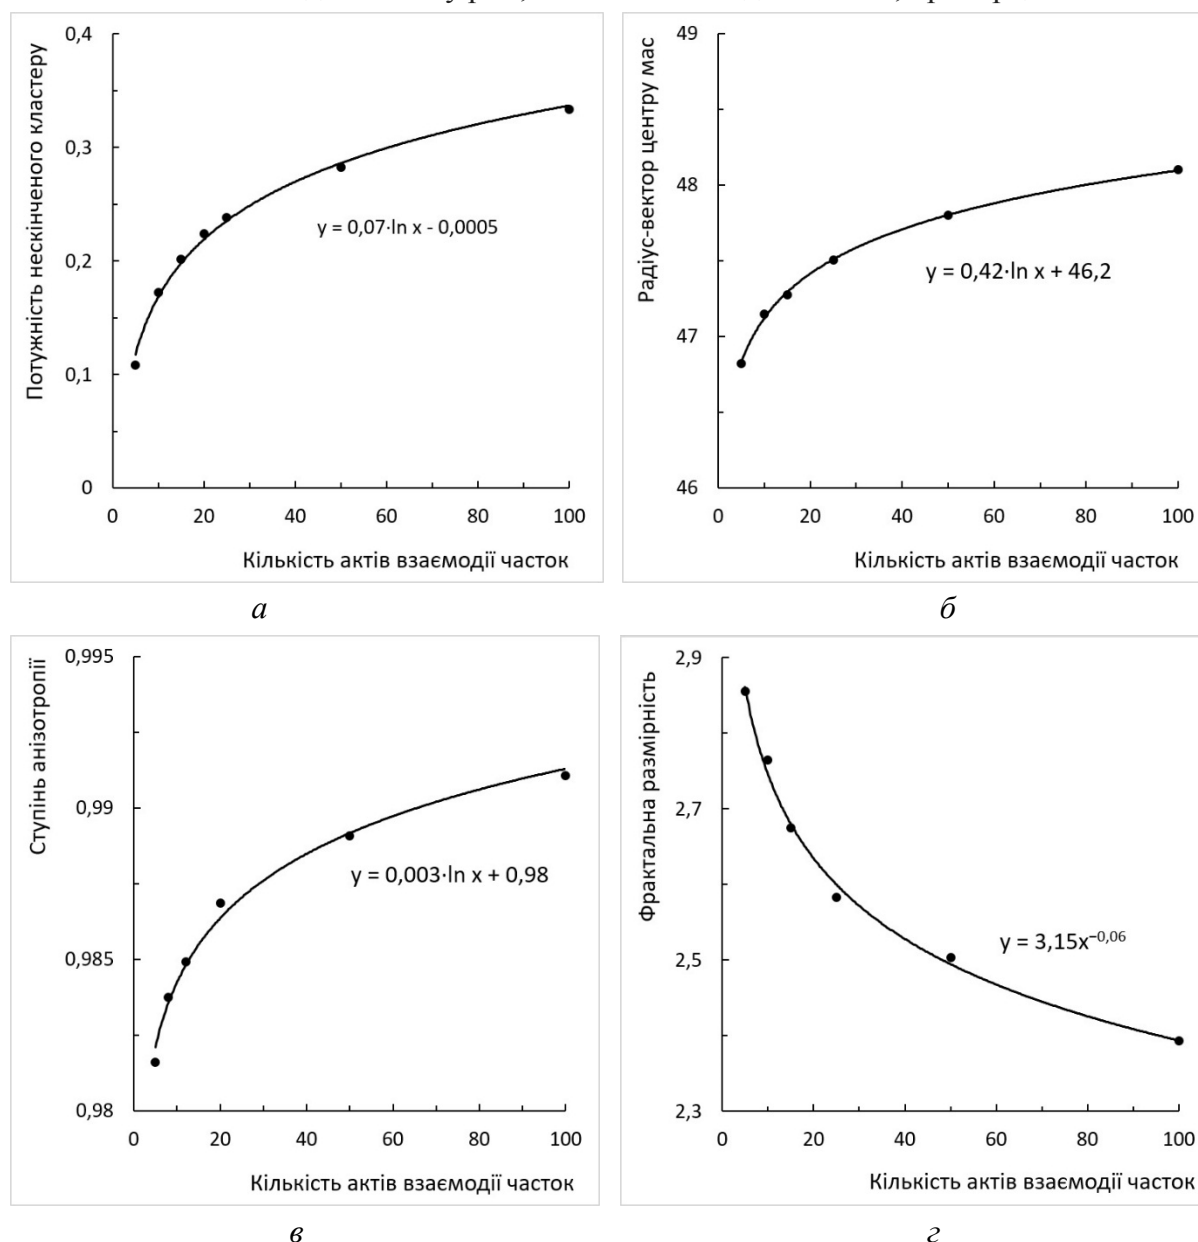 0,4
0,3
0,2
0,1
0
Потужність нескінченого кластеру
y = 0,07·ln x - 0,0005
0 20 40 60 80 100
Кількість актів взаємодії часток
а
49
48
47
46
Радіус-вектор центру мас
y = 0,42·ln x + 46,2
0 20 40 60 80 100
Кількість актів взаємодії часток
б
0,995
0,99
0,985
0,98
Ступінь анізотропії
y = 0,003·ln x + 0,98
0 20 40 60 80 100
Кількість актів взаємодії часток
в
2,9
2,7
2,5
2,3
Фрактальна размірність
y = 3,15x⁻⁰,⁰⁶
0 20 40 60 80 100
Кількість актів взаємодії часток
г